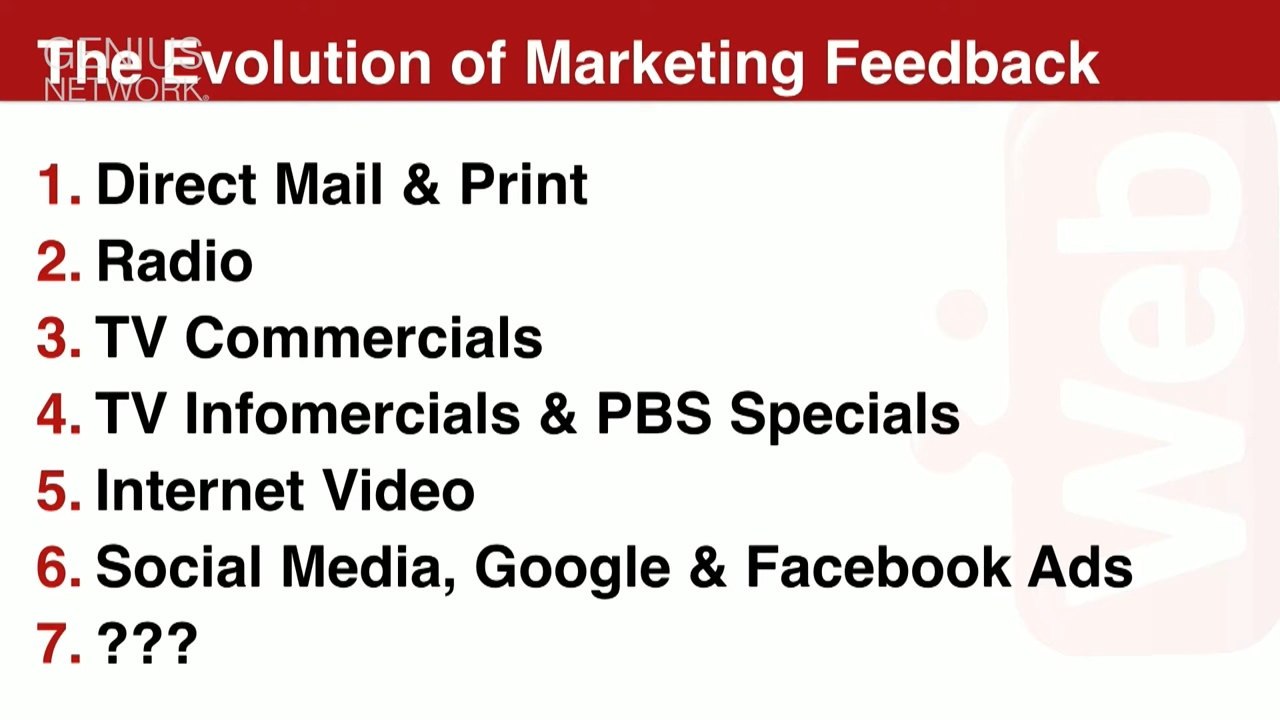 The Evolution of Marketing Feedback
GENIUS
NETWORK®
1. Direct Mail & Print
2. Radio
3. TV Commercials
4. TV Infomercials & PBS Specials
5. Internet Video
6. Social Media, Google & Facebook Ads
7. ???
Web